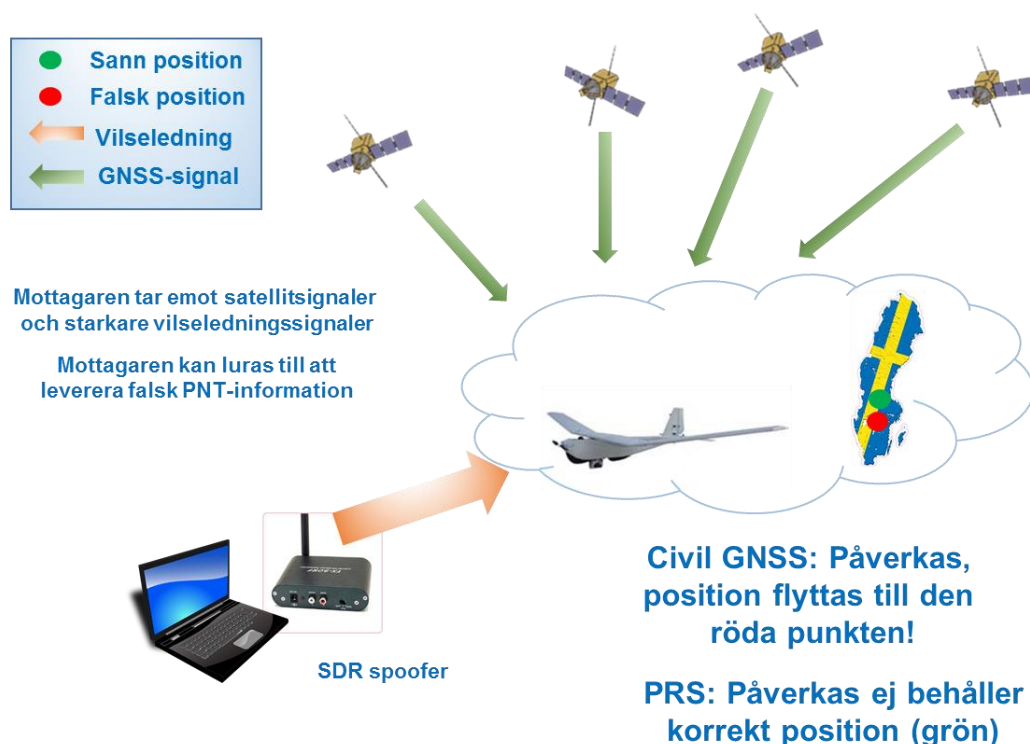 Sann position
Falsk position
Vilseledning
GNSS-signal
Mottagaren tar emot satellitsignaler
och starkare vilseledningssignaler
Mottagaren kan luras till att
leverera falsk PNT-information
SDR spoofer
Civil GNSS: Påverkas,
position flyttas till den
röda punkten!
PRS: Påverkas ej behåller
korrekt position (grön)